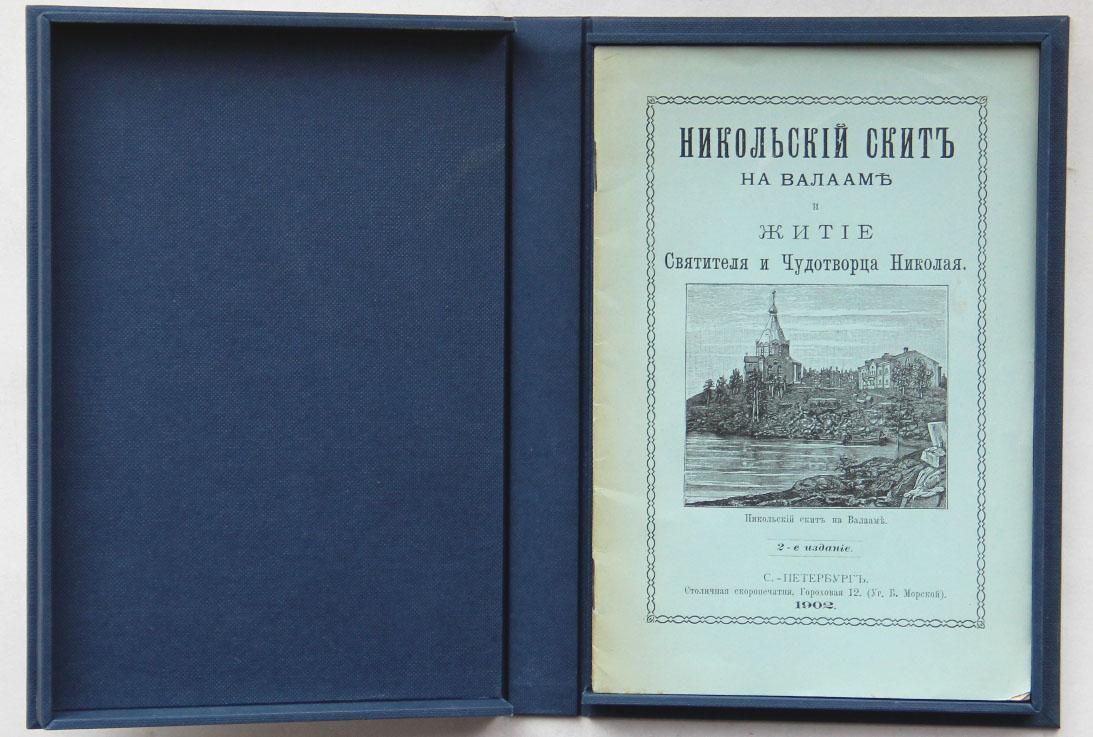 НИКОЛЬСКІЙ СКИТЪ
НА ВАЛААМѢ
и
ЖИТІЕ
Святителя и Чудотворца Николая.
Никольскій скитъ на Валаамѣ.
2-е изданіе.
С.-ПЕТЕРБУРГЪ.
Столичная скоропечатня, Гороховая 12. (Уг. Б. Морской).
1902.